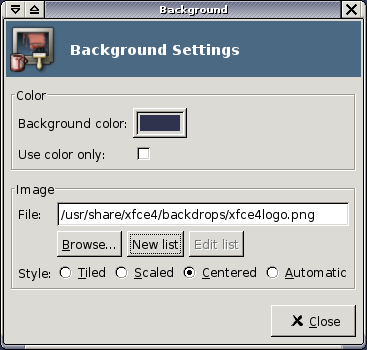 Background
Background Settings
Color
Background color:
Use color only:
Image
File: /usr/share/xfce4/backdrops/xfce4logo.png
Browse... New list Edit list
Style: Tiled Scaled Centered Automatic
Close